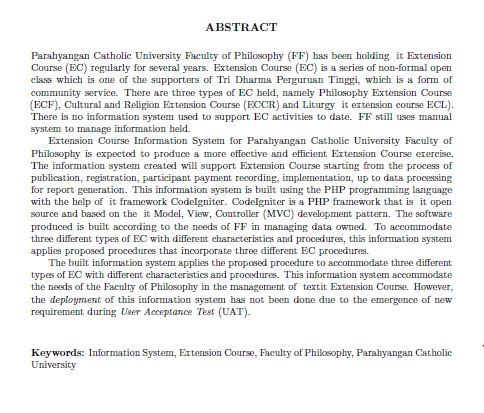 ABSTRACT
Parahyangan Catholic University Faculty of Philosophy (FF) has been holding it Extension
Course (EC) regularly for several years. Extension Course (EC) is a series of non-formal open
class which is one of the supporters of Tri Dharma Perguruan Tinggi, which is a form of
community service. There are three types of EC held, namely Philosophy Extension Course
(ECF), Cultural and Religion Extension Course (ECCR) and Liturgy it extension course ECL).
There is no information system used to support EC activities to date. FF still uses manual
system to manage information held.
Extension Course Information System for Parahyangan Catholic University Faculty of
Philosophy is expected to produce a more effective and efficient Extension Course exercise.
The information system created will support Extension Course starting from the process of
publication, registration, participant payment recording, implementation, up to data processing
for report generation. This information system is built using the PHP programming language
with the help of it framework CodeIgniter. CodeIgniter is a PHP framework that is it open
source and based on the it Model, View, Controller (MVC) development pattern. The software
produced is built according to the needs of FF in managing data owned. To accommodate
three different types of EC with different characteristics and procedures, this information system
applies proposed procedures that incorporate three different EC procedures.
The built information system applies the proposed procedure to accommodate three different
types of EC with different characteristics and procedures. This information system accommodate
the needs of the Faculty of Philosophy in the management of textit Extension Course. However,
the deployment of this information system has not been done due to the emergence of new
requirement during User Acceptance Test (UAT).
Keywords: Information System, Extension Course, Faculty of Philosophy, Parahyangan Catholic
University